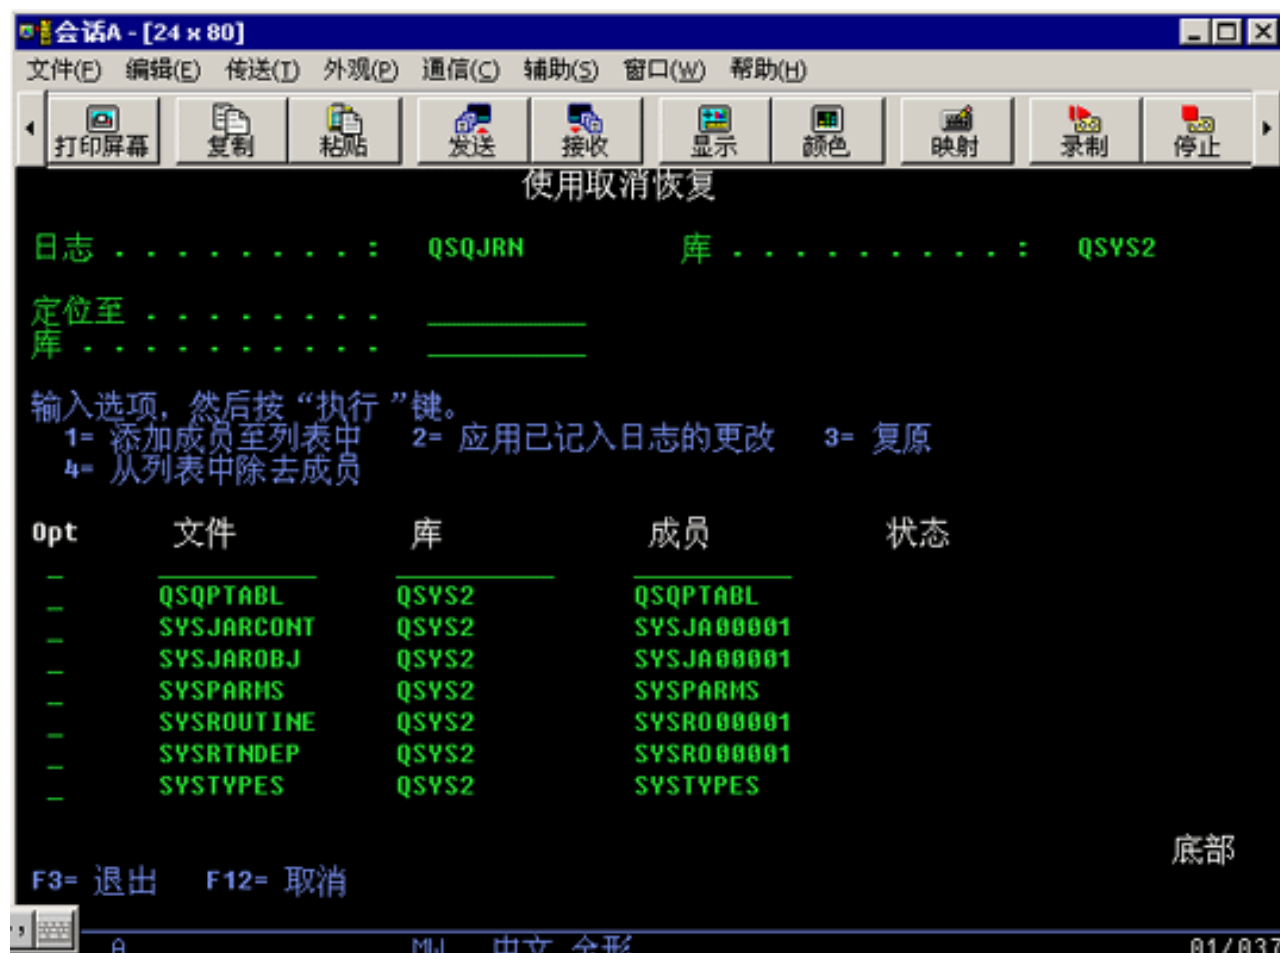 会话A - [24 x 80]
文件(F) 编辑(E) 传送(T) 外观(P) 通信(C) 辅助(S) 窗口(W) 帮助(H)
打印屏幕 复制 粘贴 发送 接收 显示 颜色 映射 录制 停止
使用取消恢复
日志 . . . . . . . . . : QSQJRN 库 . . . . . . . . . . : QSYS2
定位至 . . . . . . . .
库 . . . . . . . . . .
输入选项，然后按“执行”键。
1= 添加成员至列表中 2= 应用已记入日志的更改 3= 复原
4= 从列表中除去成员
Opt 文件 库 成员 状态
QSQPTABL QSYS2 QSQPTABL
SYSJARCONT QSYS2 SYSJA00001
SYSJAROBJ QSYS2 SYSJA00001
SYSPARMS QSYS2 SYSPARMS
SYSROUTINE QSYS2 SYSRO00001
SYSRTNDEP QSYS2 SYSRO00001
SYSTYPES QSYS2 SYSTYPES
底部
F3= 退出 F12= 取消
A MW 中文 全形 01/037